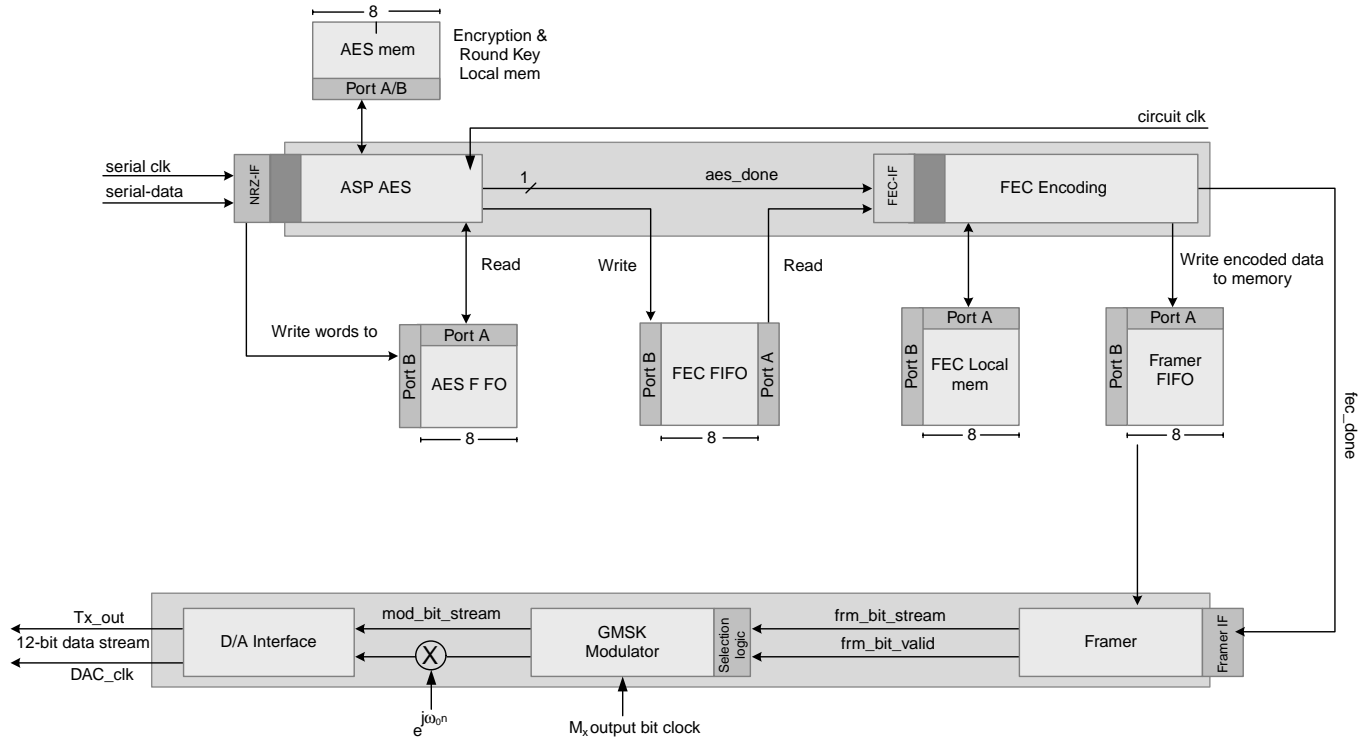 8
AES mem
Port A/B
Encryption &
Round Key
Local mem
circuit clk
serial clk
serial-data
NRZ-IF
ASP AES
1
aes_done
FEC-IF
FEC Encoding
Read
Write
Read
Write encoded data
to memory
Write words to
Port B
Port A
AES F FO
8
Port B
FEC FIFO
Port A
8
Port B
Port A
FEC Local
mem
8
Port B
Port A
Framer
FIFO
8
fec_done
Tx_out
12-bit data stream
DAC_clk
D/A Interface
mod_bit_stream
X
e^jω₀n
GMSK
Modulator
Selection
logic
Mₓ output bit clock
frm_bit_stream
frm_bit_valid
Framer
Framer IF